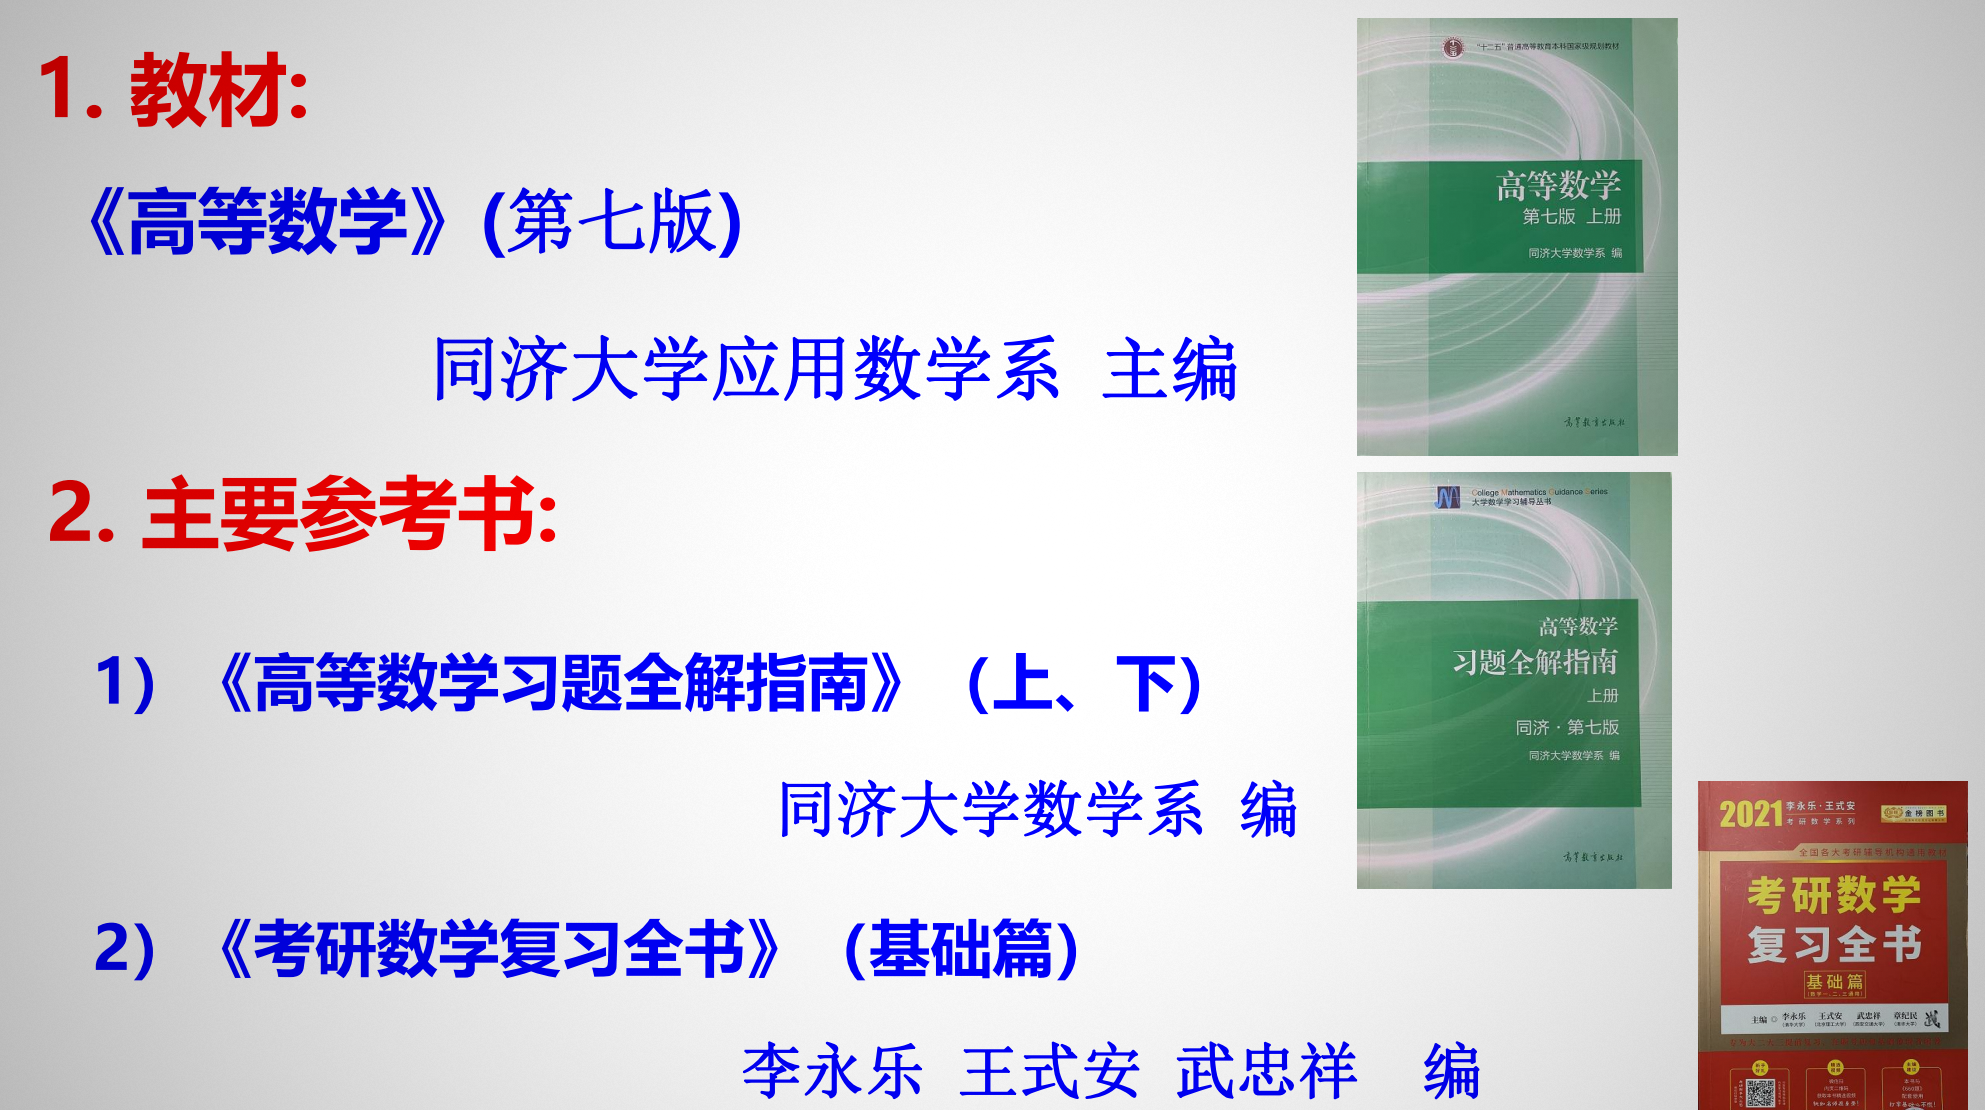 1. 教材:
《高等数学》(第七版)
同济大学应用数学系 主编
2. 主要参考书:
1) 《高等数学习题全解指南》 (上、下)
同济大学数学系 编
2) 《考研数学复习全书》 (基础篇)
李永乐 王式安 武忠祥 编
“十二五”普通高等教育本科国家级规划教材
高等数学
第七版 上册
同济大学数学系 编
高等教育出版社
College Mathematics Guidance Series
大学数学学习辅导丛书
高等数学
习题全解指南
上册
同济·第七版
同济大学数学系 编
高等教育出版社
2021 李永乐·王式安
考研数学系列
金榜图书
全国各大考研辅导机构通用教材
考研数学
复习全书
基础篇
(数学一、二、三通用)
主编 李永乐 王式安 武忠祥 章纪民